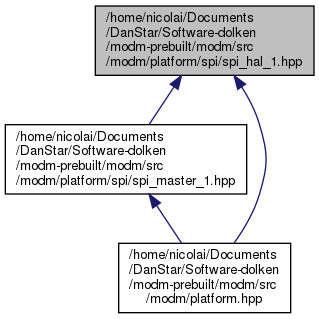 /home/nicolai/Documents
/DanStar/Software-dolken
/modm-prebuilt/modm/src
/modm/platform/spi/spi_hal_1.hpp
/home/nicolai/Documents
/DanStar/Software-dolken
/modm-prebuilt/modm/src
/modm/platform/spi/spi_master_1.hpp
/home/nicolai/Documents
/DanStar/Software-dolken
/modm-prebuilt/modm/src
/modm/platform.hpp